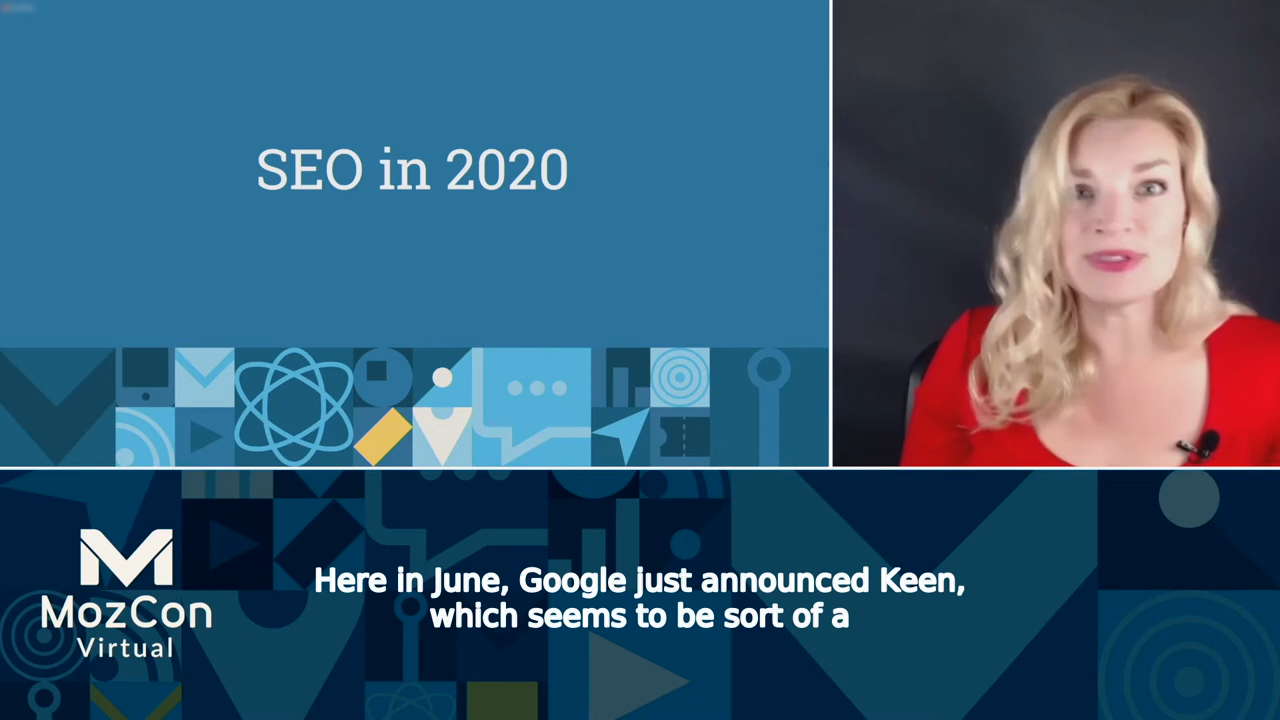 SEO in 2020
Here in June, Google just announced Keen,
which seems to be sort of a
MozCon
Virtual